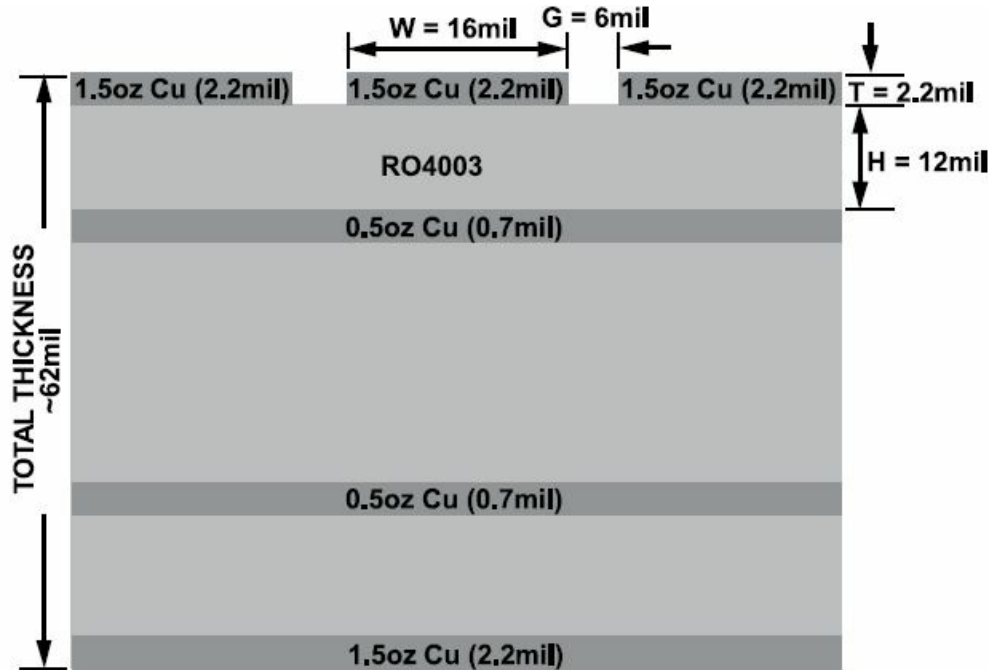 G = 6mil
W = 16mil
1.5oz Cu (2.2mil)
1.5oz Cu (2.2mil)
1.5oz Cu (2.2mil)
T = 2.2mil
RO4003
H = 12mil
0.5oz Cu (0.7mil)
TOTAL THICKNESS
~62mil
0.5oz Cu (0.7mil)
1.5oz Cu (2.2mil)